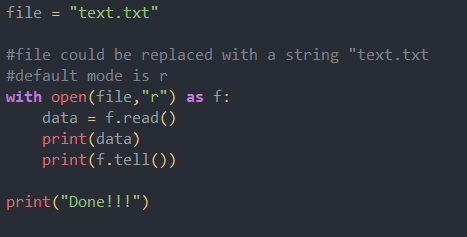 file = "text.txt"
#file could be replaced with a string "text.txt
#default mode is r
with open(file,"r") as f:
    data = f.read()
    print(data)
    print(f.tell())
print("Done!!!")